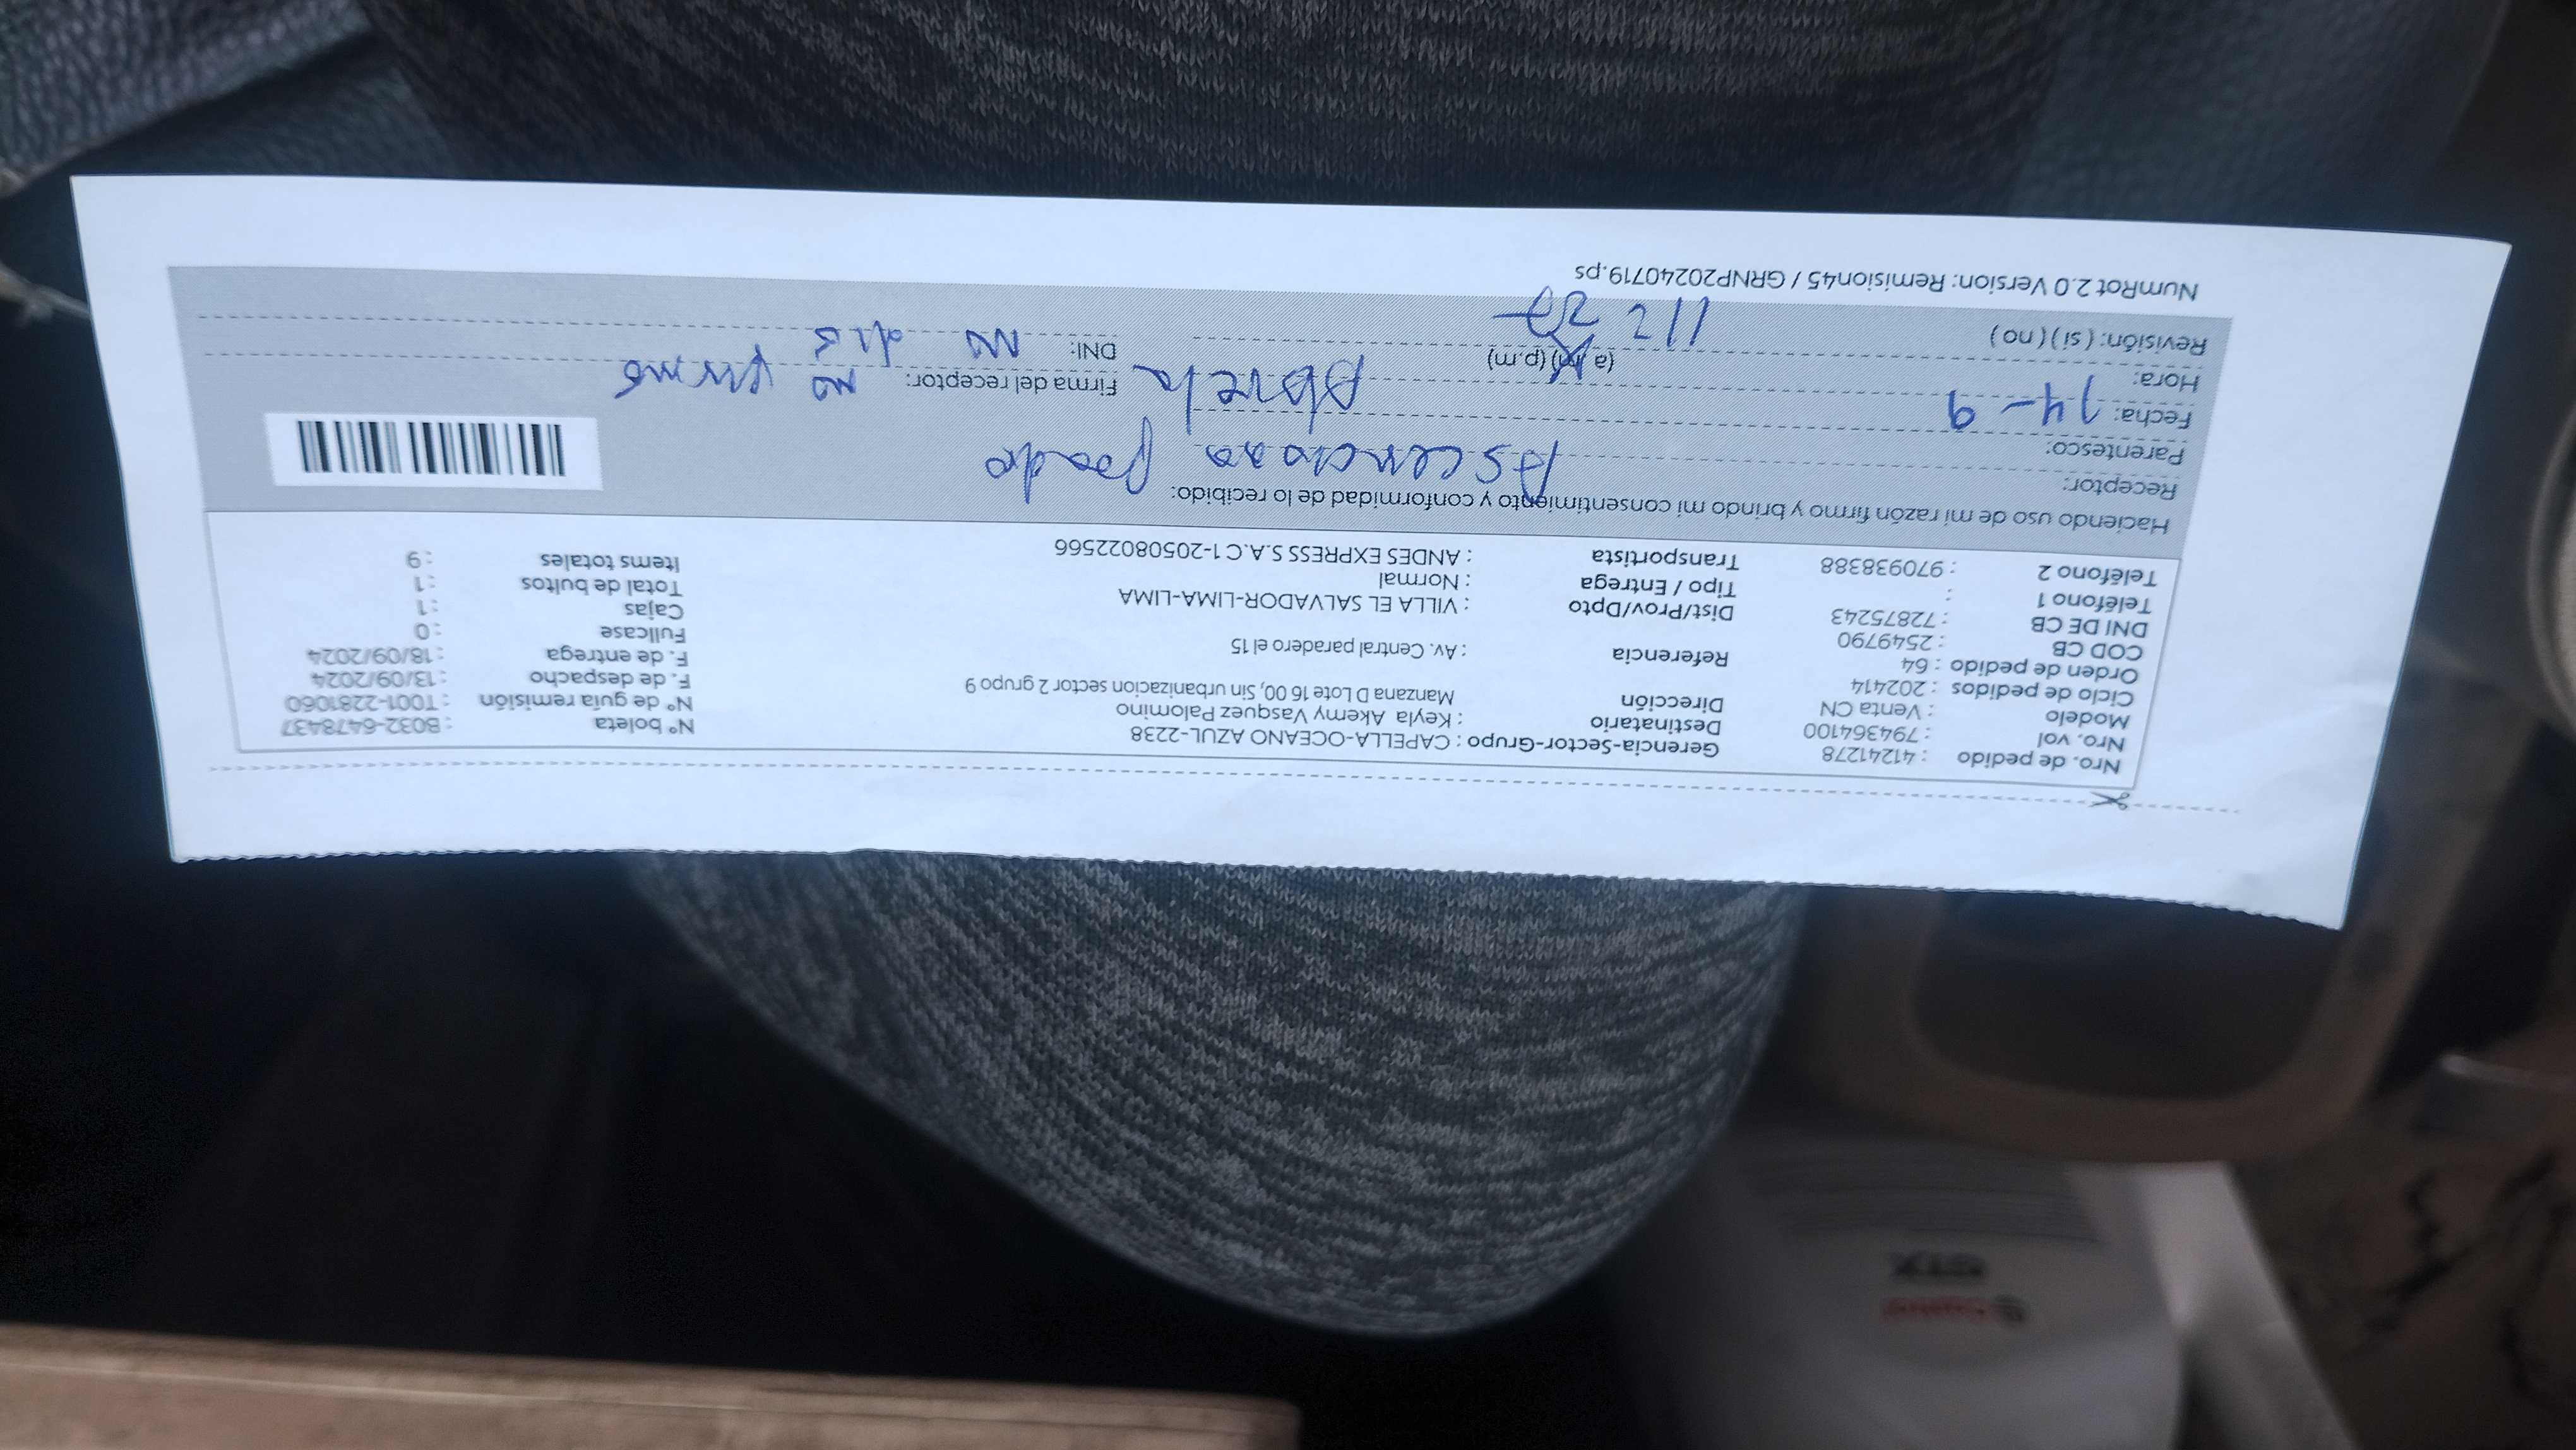 Nro. de pedido : 41241278
Nro. vol : 794364100
Modelo : Venta CN
Ciclo de pedidos : 202414
Orden de pedido : 64
COD CB : 2549790
DNI DE CB : 72875243
Teléfono 1 :
Teléfono 2 : 970938388
Gerencia-Sector-Grupo : CAPELLA-OCEANO AZUL-2238
Destinatario : Keyla Akemy Vasquez Palomino
Dirección Manzana D Lote 16 00, Sin urbanizacion sector 2 grupo 9
Referencia : Av. Central paradero el 15
Dist/Prov/Dpto : VILLA EL SALVADOR-LIMA-LIMA
Tipo / Entrega : Normal
Transportista : ANDES EXPRESS S.A.C 1-20508022566
N° boleta : B032-6478437
N° de guía remisión : T001-2281060
F. de despacho : 13/09/2024
F. de entrega : 18/09/2024
Fullcase : 0
Cajas : 1
Total de bultos : 1
Items totales : 9
Haciendo uso de mi razón firmo y brindo mi consentimiento y conformidad de lo recibido:
Receptor:
Parentesco:
Fecha: 14-9
Hora: (a.m) (p.m)
Revisión: ( si ) ( no )
Abuela
Firma del receptor: no firmó
DNI: no dió
NumRot 2.0 Version: Remision45 / GRNP20240719.ps
STX